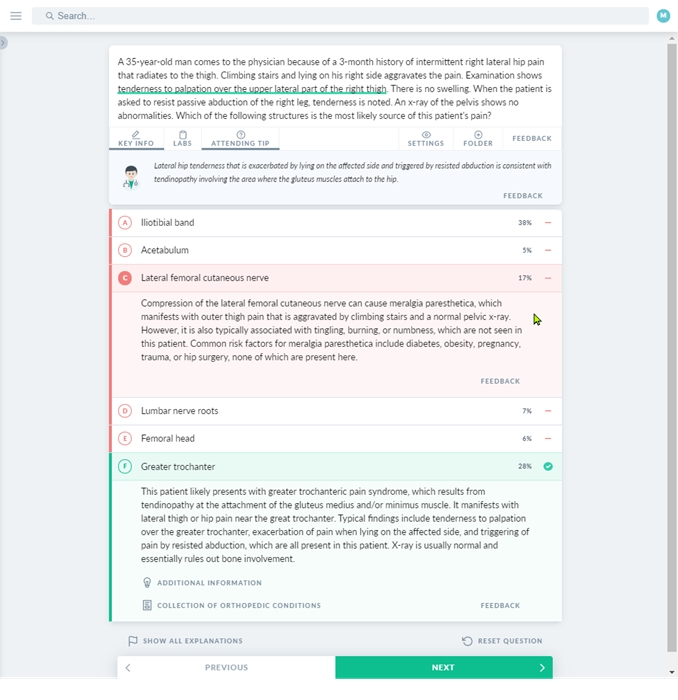 Search...
M
A 35-year-old man comes to the physician because of a 3-month history of intermittent right lateral hip pain
that radiates to the thigh. Climbing stairs and lying on his right side aggravates the pain. Examination shows
tenderness to palpation over the upper lateral part of the right thigh. There is no swelling. When the patient is
asked to resist passive abduction of the right leg, tenderness is noted. An x-ray of the pelvis shows no
abnormalities. Which of the following structures is the most likely source of this patient's pain?
KEY INFO LABS ATTENDING TIP SETTINGS FOLDER FEEDBACK
Lateral hip tenderness that is exacerbated by lying on the affected side and triggered by resisted abduction is consistent with
tendinopathy involving the area where the gluteus muscles attach to the hip.
FEEDBACK
A Iliotibial band 38%
B Acetabulum 5%
C Lateral femoral cutaneous nerve 17%
Compression of the lateral femoral cutaneous nerve can cause meralgia paresthetica, which
manifests with outer thigh pain that is aggravated by climbing stairs and a normal pelvic x-ray.
However, it is also typically associated with tingling, burning, or numbness, which are not seen in
this patient. Common risk factors for meralgia paresthetica include diabetes, obesity, pregnancy,
trauma, or hip surgery, none of which are present here.
FEEDBACK
D Lumbar nerve roots 7%
E Femoral head 6%
F Greater trochanter 28%
This patient likely presents with greater trochanteric pain syndrome, which results from
tendinopathy at the attachment of the gluteus medius and/or minimus muscle. It manifests with
lateral thigh or hip pain near the great trochanter. Typical findings include tenderness to palpation
over the greater trochanter, exacerbation of pain when lying on the affected side, and triggering of
pain by resisted abduction, which are all present in this patient. X-ray is usually normal and
essentially rules out bone involvement.
ADDITIONAL INFORMATION
COLLECTION OF ORTHOPEDIC CONDITIONS FEEDBACK
SHOW ALL EXPLANATIONS RESET QUESTION
PREVIOUS NEXT